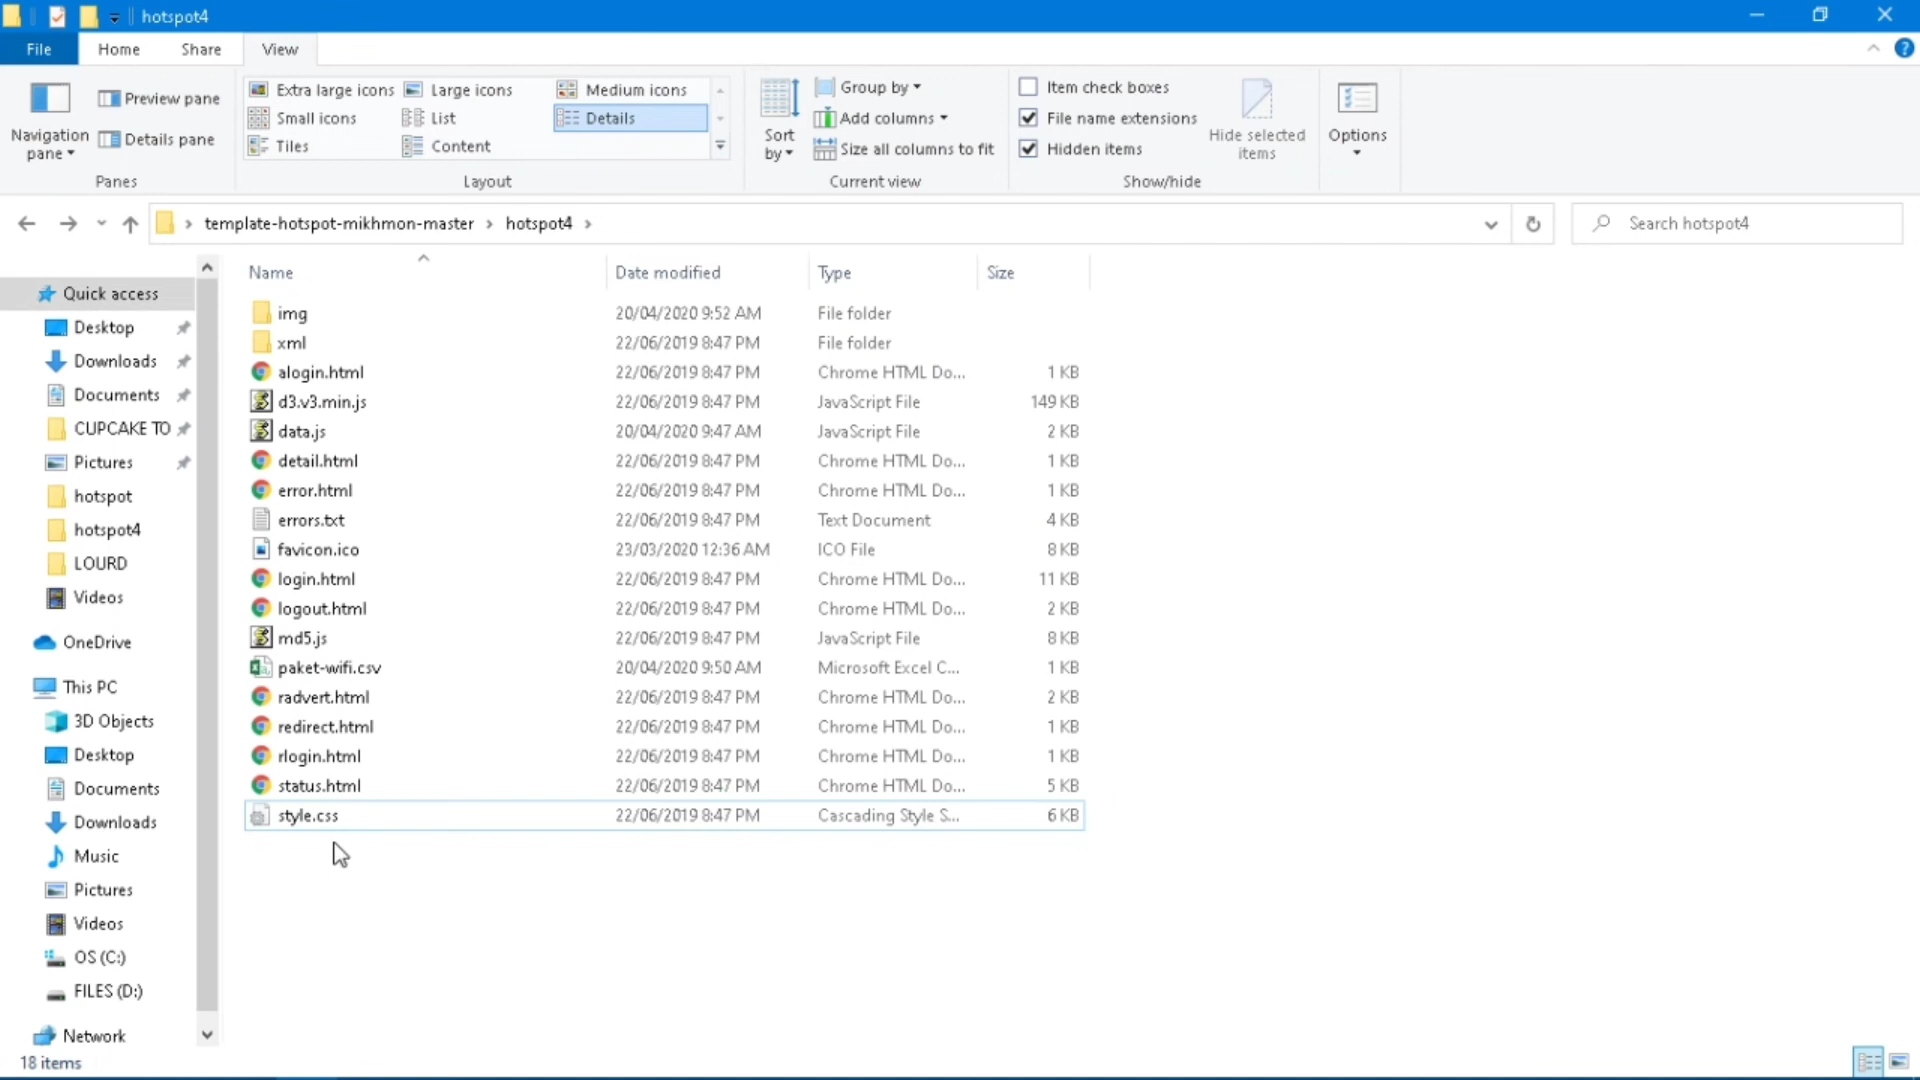 hotspot4
File Home Share View
Navigation pane
Preview pane
Details pane
Panes
Extra large icons Large icons Medium icons
Small icons List Details
Tiles Content
Layout
Sort by
Group by
Add columns
Size all columns to fit
Current view
Item check boxes
File name extensions
Hidden items
Hide selected items
Show/hide
Options
template-hotspot-mikhmon-master > hotspot4 >
Search hotspot4
Quick access
Desktop
Downloads
Documents
CUPCAKE TO
Pictures
hotspot
hotspot4
LOURD
Videos
OneDrive
This PC
3D Objects
Desktop
Documents
Downloads
Music
Pictures
Videos
OS (C:)
FILES (D:)
Network
Name Date modified Type Size
img 20/04/2020 9:52 AM File folder
xml 22/06/2019 8:47 PM File folder
alogin.html 22/06/2019 8:47 PM Chrome HTML Do... 1 KB
d3.v3.min.js 22/06/2019 8:47 PM JavaScript File 149 KB
data.js 20/04/2020 9:47 AM JavaScript File 2 KB
detail.html 22/06/2019 8:47 PM Chrome HTML Do... 1 KB
error.html 22/06/2019 8:47 PM Chrome HTML Do... 1 KB
errors.txt 22/06/2019 8:47 PM Text Document 4 KB
favicon.ico 23/03/2020 12:36 AM ICO File 8 KB
login.html 22/06/2019 8:47 PM Chrome HTML Do... 11 KB
logout.html 22/06/2019 8:47 PM Chrome HTML Do... 2 KB
md5.js 22/06/2019 8:47 PM JavaScript File 8 KB
paket-wifi.csv 20/04/2020 9:50 AM Microsoft Excel C... 1 KB
radvert.html 22/06/2019 8:47 PM Chrome HTML Do... 2 KB
redirect.html 22/06/2019 8:47 PM Chrome HTML Do... 1 KB
rlogin.html 22/06/2019 8:47 PM Chrome HTML Do... 1 KB
status.html 22/06/2019 8:47 PM Chrome HTML Do... 5 KB
style.css 22/06/2019 8:47 PM Cascading Style S... 6 KB
18 items